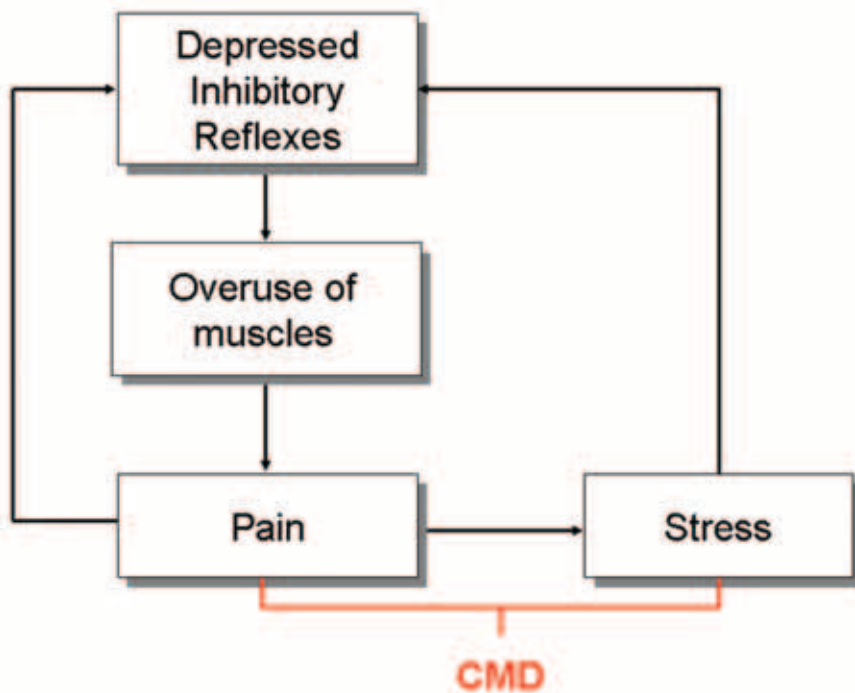 Depressed
Inhibitory
Reflexes
Overuse of
muscles
Pain
Stress
CMD